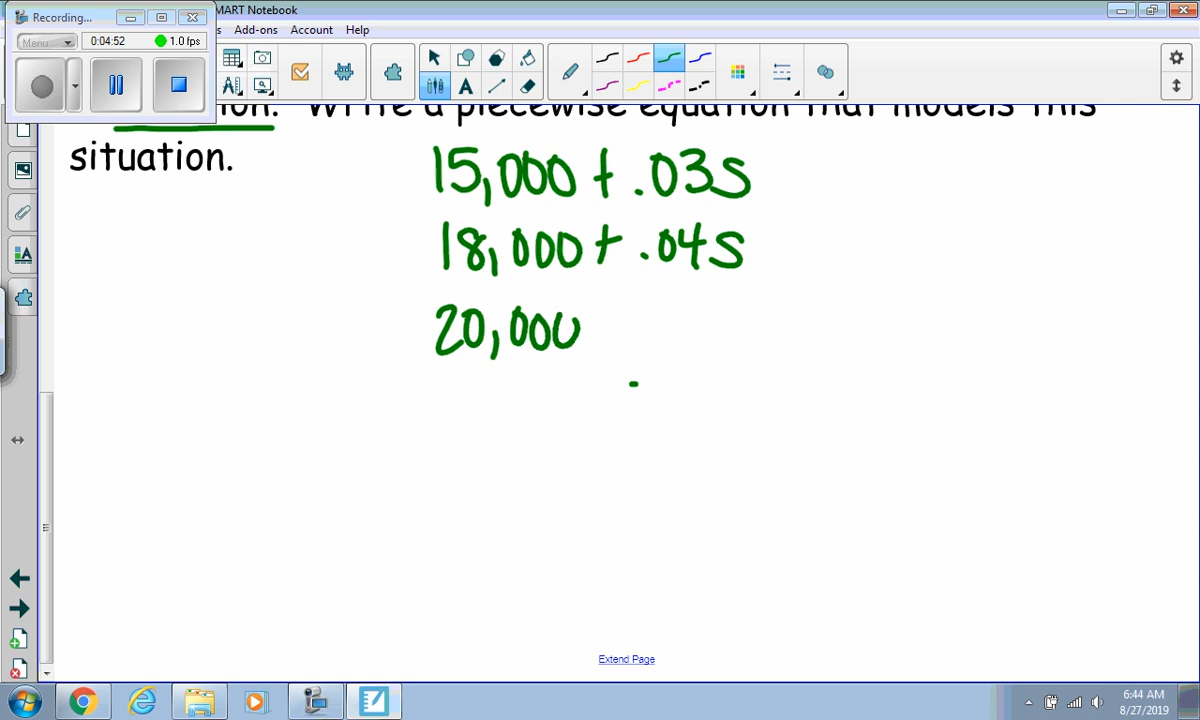 MART Notebook
Recording...
Menu
0:04:52
1.0 fps
Add-ons Account Help
Write a piecewise equation that models this
situation.
15,000 + .03s
18,000 + .04s
20,000
Extend Page
6:44 AM
8/27/2019